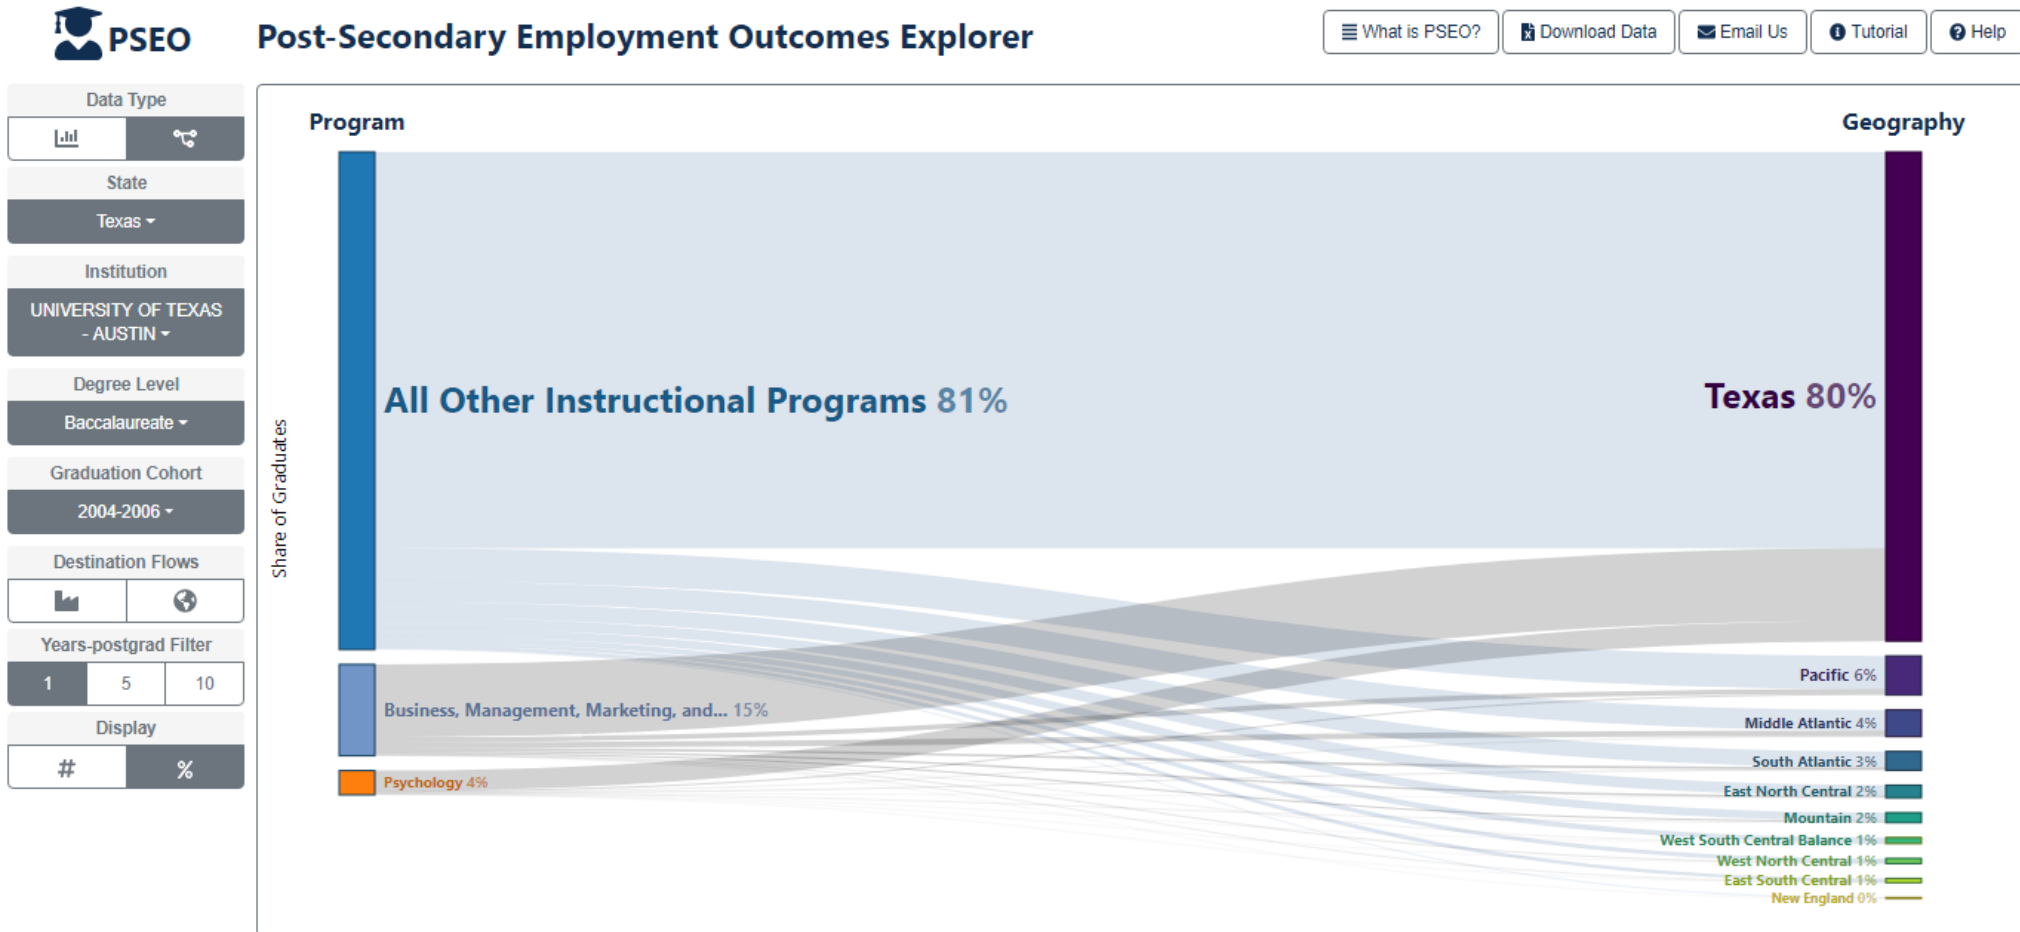 PSEO
Post-Secondary Employment Outcomes Explorer
What is PSEO?
Download Data
Email Us
Tutorial
Help
Data Type
State
Texas
Institution
UNIVERSITY OF TEXAS
- AUSTIN
Degree Level
Baccalaureate
Graduation Cohort
2004-2006
Destination Flows
Years-postgrad Filter
1 5 10
Display
# %
Program
Geography
Share of Graduates
All Other Instructional Programs 81%
Business, Management, Marketing, and... 15%
Psychology 4%
Texas 80%
Pacific 6%
Middle Atlantic 4%
South Atlantic 3%
East North Central 2%
Mountain 2%
West South Central Balance 1%
West North Central 1%
East South Central 1%
New England 0%